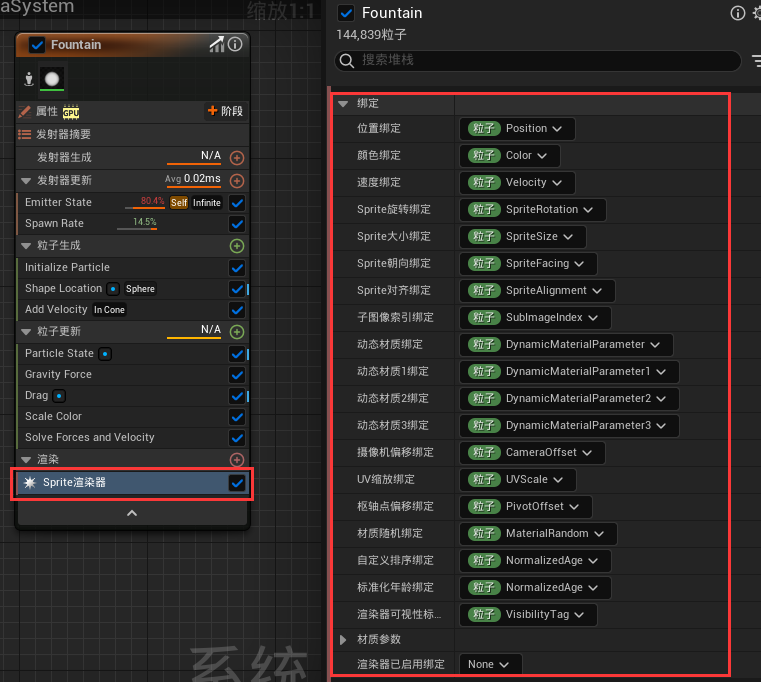 aSystem
缩放1:1
Fountain
属性 GPU
阶段
发射器摘要
发射器生成 N/A
发射器更新 Avg 0.02ms
Emitter State 80.4% Self Infinite
Spawn Rate 14.5%
粒子生成
Initialize Particle
Shape Location Sphere
Add Velocity In Cone
粒子更新 N/A
Particle State
Gravity Force
Drag
Scale Color
Solve Forces and Velocity
渲染
Sprite渲染器
系统
Fountain
144,839粒子
搜索堆栈
绑定
位置绑定 粒子 Position
颜色绑定 粒子 Color
速度绑定 粒子 Velocity
Sprite旋转绑定 粒子 SpriteRotation
Sprite大小绑定 粒子 SpriteSize
Sprite朝向绑定 粒子 SpriteFacing
Sprite对齐绑定 粒子 SpriteAlignment
子图像索引绑定 粒子 SubImageIndex
动态材质绑定 粒子 DynamicMaterialParameter
动态材质1绑定 粒子 DynamicMaterialParameter1
动态材质2绑定 粒子 DynamicMaterialParameter2
动态材质3绑定 粒子 DynamicMaterialParameter3
摄像机偏移绑定 粒子 CameraOffset
UV缩放绑定 粒子 UVScale
枢轴点偏移绑定 粒子 PivotOffset
材质随机绑定 粒子 MaterialRandom
自定义排序绑定 粒子 NormalizedAge
标准化年龄绑定 粒子 NormalizedAge
渲染器可视性标... 粒子 VisibilityTag
材质参数
渲染器已启用绑定 None